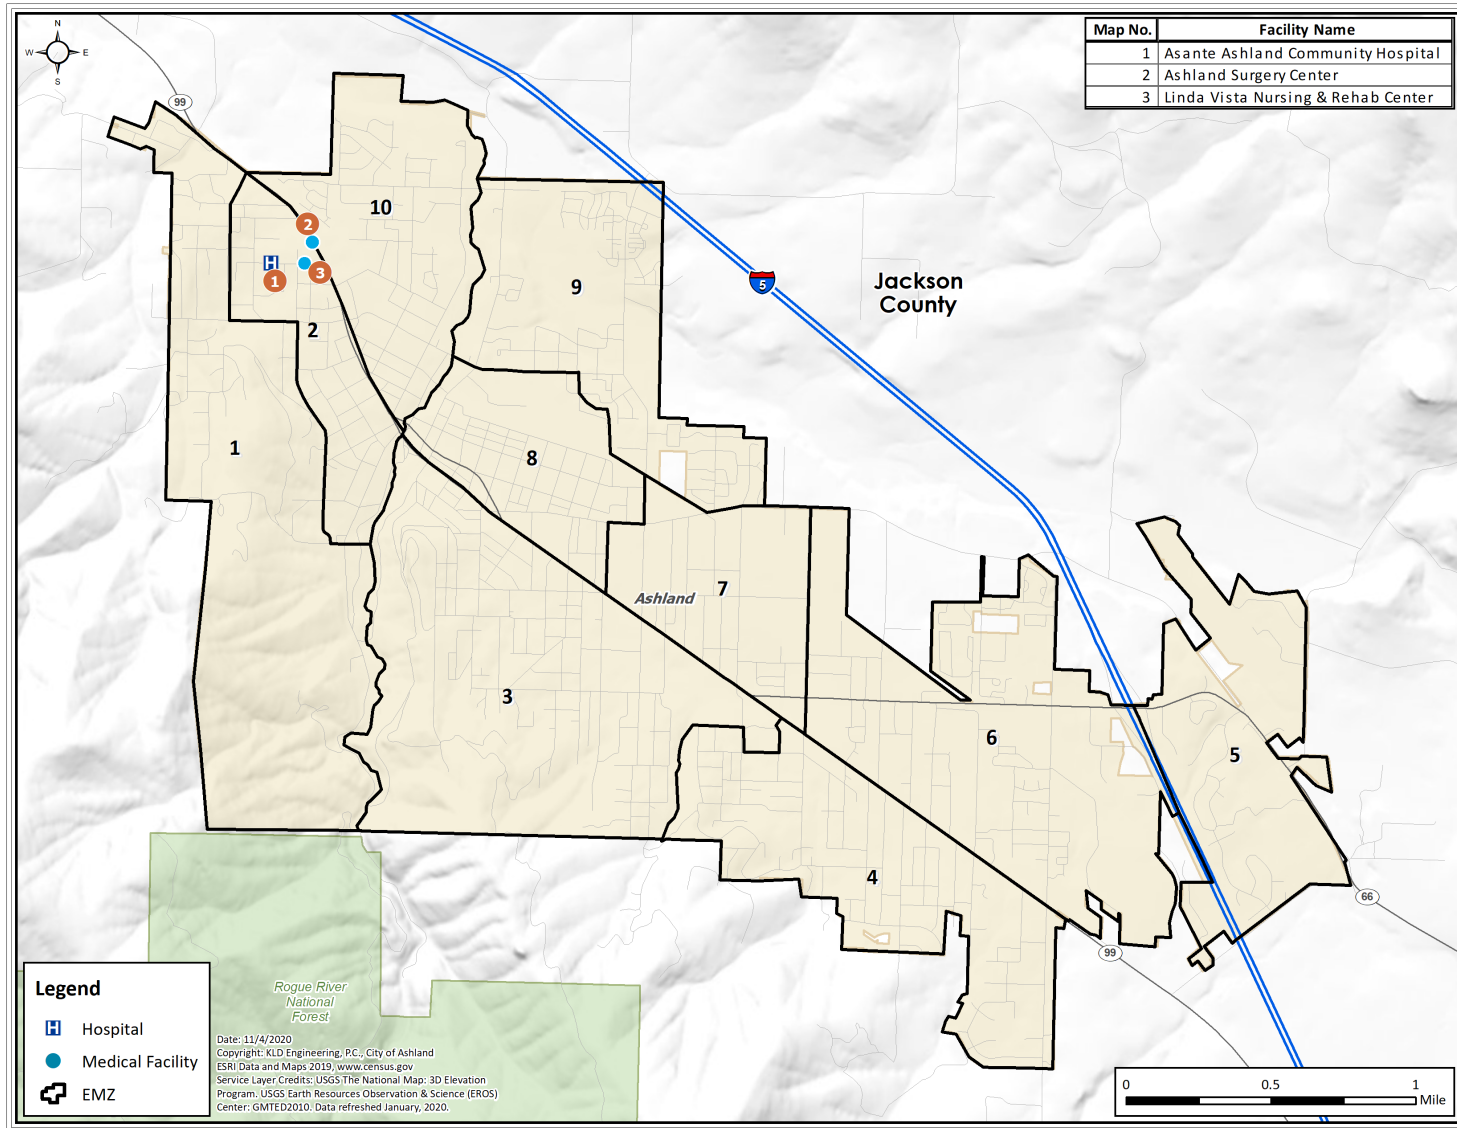 N
W E
S
Map No. Facility Name
1 Asante Ashland Community Hospital
2 Ashland Surgery Center
3 Linda Vista Nursing & Rehab Center
99
10
2
9
H
1
3
5
Jackson
County
2
1
8
7
Ashland
3
6
5
4
66
99
Rogue River
National
Forest
Legend
H Hospital
Medical Facility
EMZ
Date: 11/4/2020
Copyright: KLD Engineering, P.C., City of Ashland
ESRI Data and Maps 2019, www.census.gov
Service Layer Credits: USGS The National Map: 3D Elevation
Program. USGS Earth Resources Observation & Science (EROS)
Center: GMTED2010. Data refreshed January, 2020.
0 0.5 1
Mile